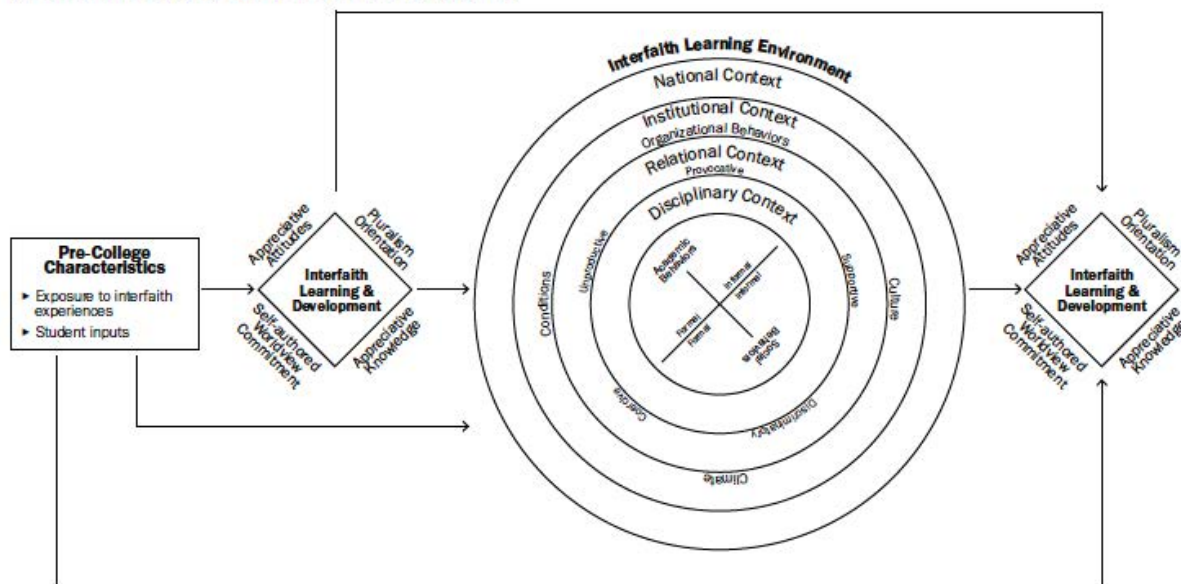 Pre-College
Characteristics
► Exposure to interfaith
experiences
► Student inputs
Appreciative
Attitudes
Pluralism
Orientation
Interfaith
Learning &
Development
Self-authored
Worldview
Commitment
Appreciative
Knowledge
Interfaith Learning Environment
National Context
Institutional Context
Organizational Behaviors
Relational Context
Provocative
Disciplinary Context
Conditions
Unproductive
Academic
Behaviors
Informal
Informal
Formal
Formal
Social
Behaviors
Supportive
Culture
Coercive
Discriminatory
Climate
Appreciative
Attitudes
Pluralism
Orientation
Interfaith
Learning &
Development
Self-authored
Worldview
Commitment
Appreciative
Knowledge